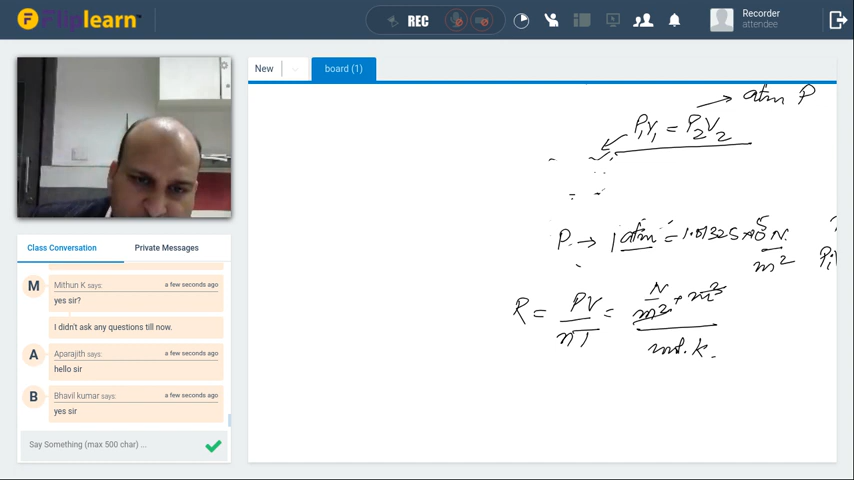 Fliplearn
REC
Recorder
attendee
New
board (1)
atm P
P₁V₁ = P₂V₂
P → 1 atm = 1.01325 × 10⁵ N
m²
R = PV = N × m³
nT m²
mol. K.
Class Conversation
Private Messages
M
Mithun K says:
a few seconds ago
yes sir?
I didn't ask any questions till now.
A
Aparajith says:
a few seconds ago
hello sir
B
Bhavil kumar says:
a few seconds ago
yes sir
Say Something (max 500 char) ...